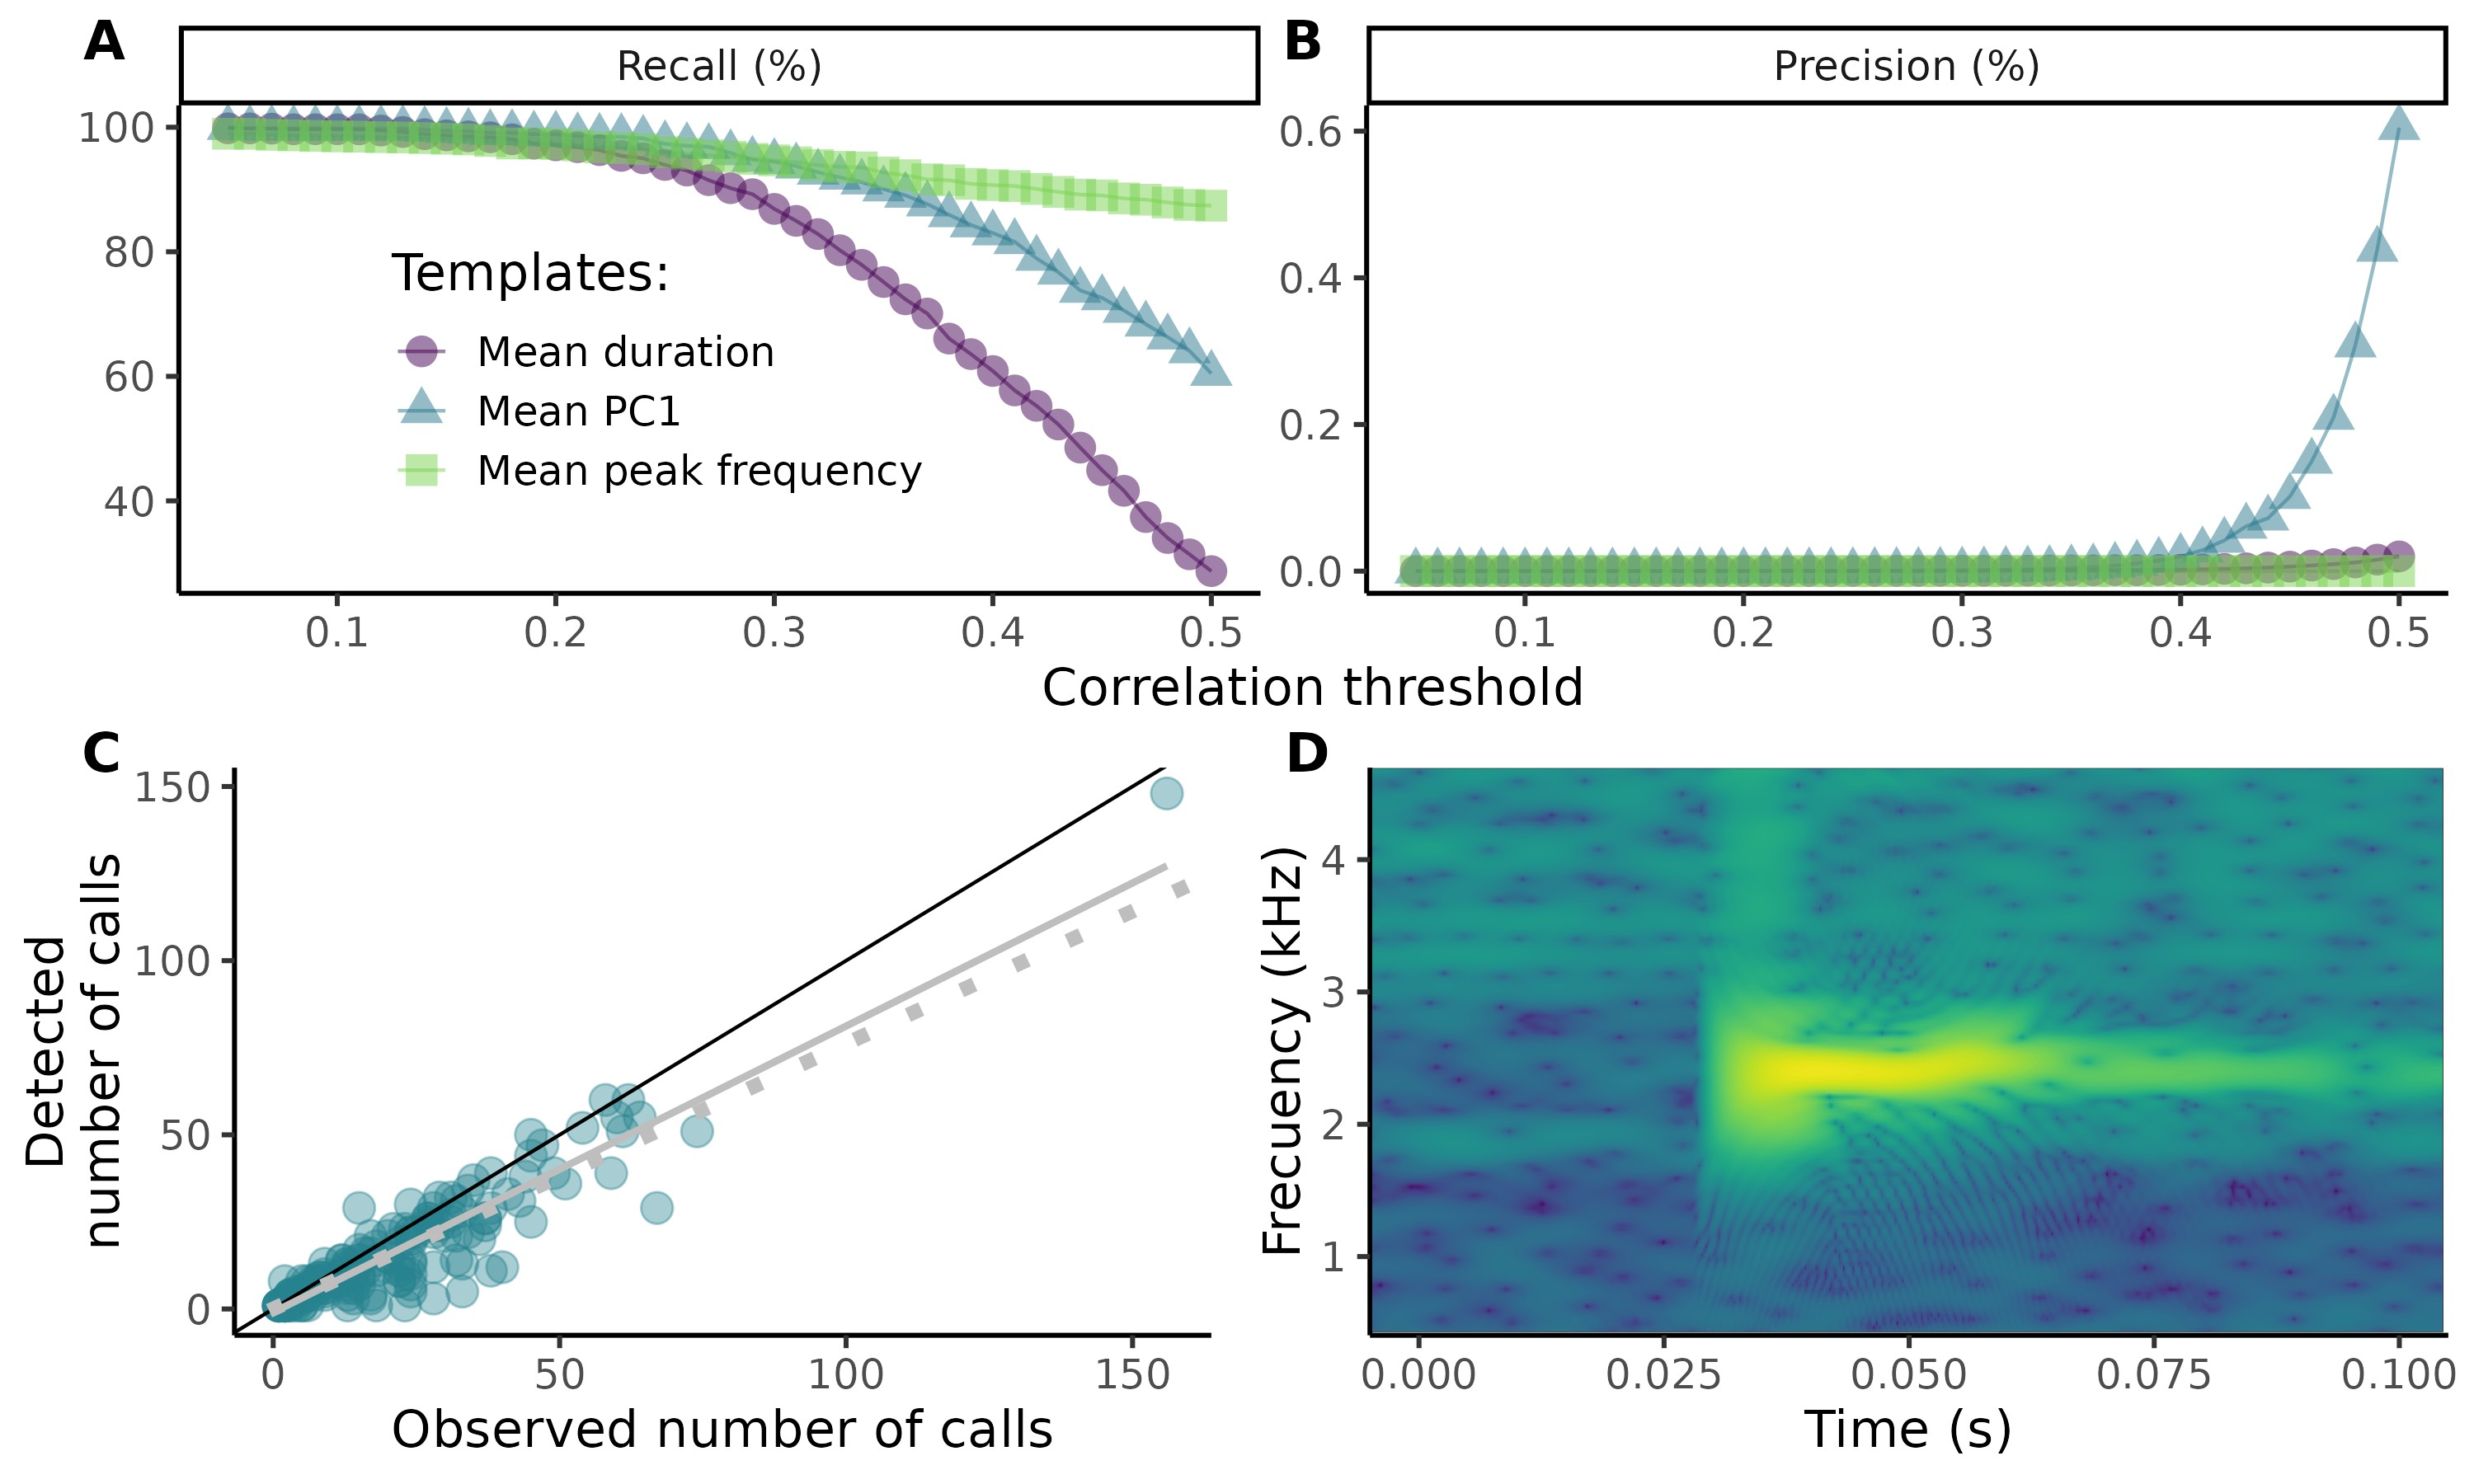 A
Recall (%)
100
80
60
40
Templates:
Mean duration
Mean PC1
Mean peak frequency
0.1 0.2 0.3 0.4 0.5
B
Precision (%)
0.6
0.4
0.2
0.0
0.1 0.2 0.3 0.4 0.5
Correlation threshold
C
Detected
number of calls
150
100
50
0
0 50 100 150
Observed number of calls
D
Frecuency (kHz)
4
3
2
1
0.000 0.025 0.050 0.075 0.100
Time (s)